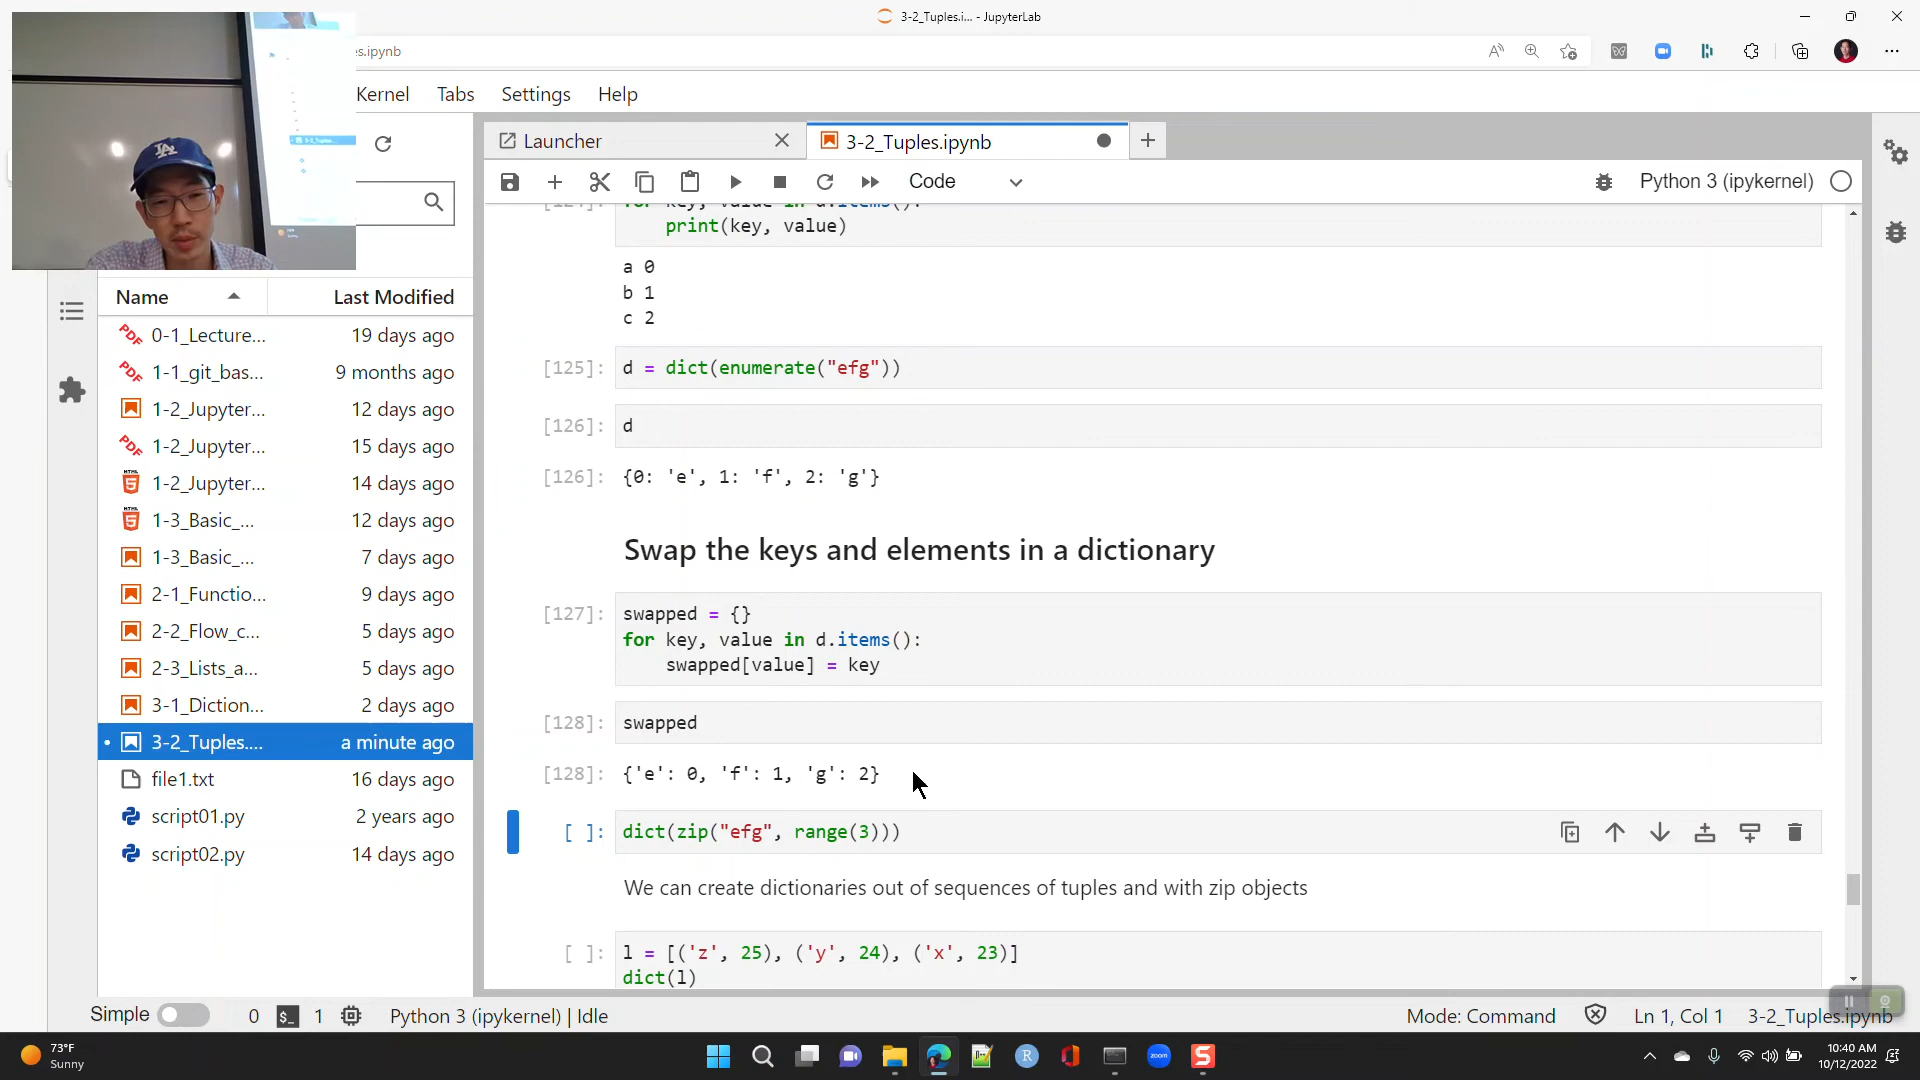 3-2_Tuples.i... - JupyterLab
es.ipynb
Kernel Tabs Settings Help
Launcher
3-2_Tuples.ipynb
Code
Python 3 (ipykernel)
for key, value in d.items():
print(key, value)
a 0
b 1
c 2
[125]: d = dict(enumerate("efg"))
[126]: d
[126]: {0: 'e', 1: 'f', 2: 'g'}
Swap the keys and elements in a dictionary
[127]: swapped = {}
for key, value in d.items():
swapped[value] = key
[128]: swapped
[128]: {'e': 0, 'f': 1, 'g': 2}
[ ]: dict(zip("efg", range(3)))
We can create dictionaries out of sequences of tuples and with zip objects
[ ]: l = [('z', 25), ('y', 24), ('x', 23)]
dict(l)
Name Last Modified
0-1_Lecture... 19 days ago
1-1_git_bas... 9 months ago
1-2_Jupyter... 12 days ago
1-2_Jupyter... 15 days ago
1-2_Jupyter... 14 days ago
1-3_Basic_... 12 days ago
1-3_Basic_... 7 days ago
2-1_Functio... 9 days ago
2-2_Flow_c... 5 days ago
2-3_Lists_a... 5 days ago
3-1_Diction... 2 days ago
3-2_Tuples.... a minute ago
file1.txt 16 days ago
script01.py 2 years ago
script02.py 14 days ago
Simple 0 $_ 1 Python 3 (ipykernel) | Idle
Mode: Command Ln 1, Col 1 3-2_Tuples.ipynb
73°F
Sunny
10:40 AM
10/12/2022